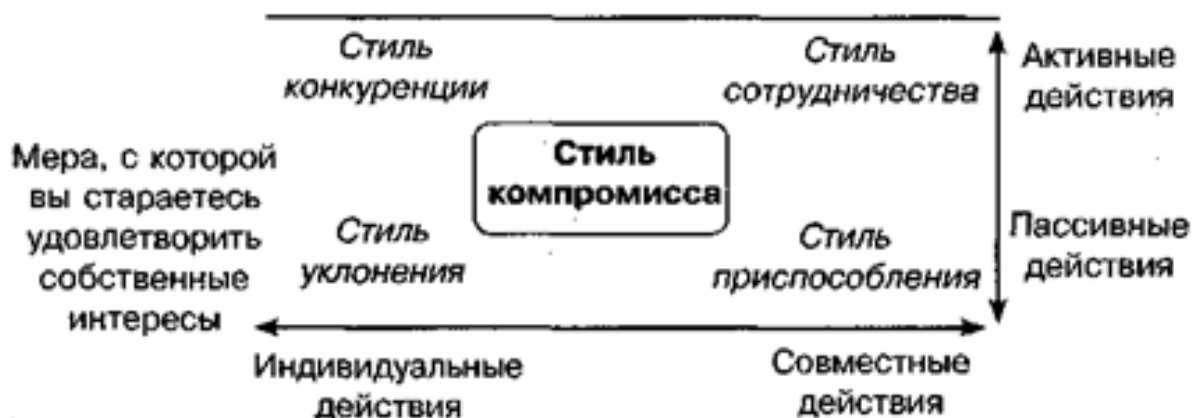 Стиль
конкуренции
Стиль
сотрудничества
Активные
действия
Мера, с которой
вы стараетесь
удовлетворить
собственные
интересы
Стиль
компромисса
Стиль
уклонения
Стиль
приспособления
Пассивные
действия
Индивидуальные
действия
Совместные
действия